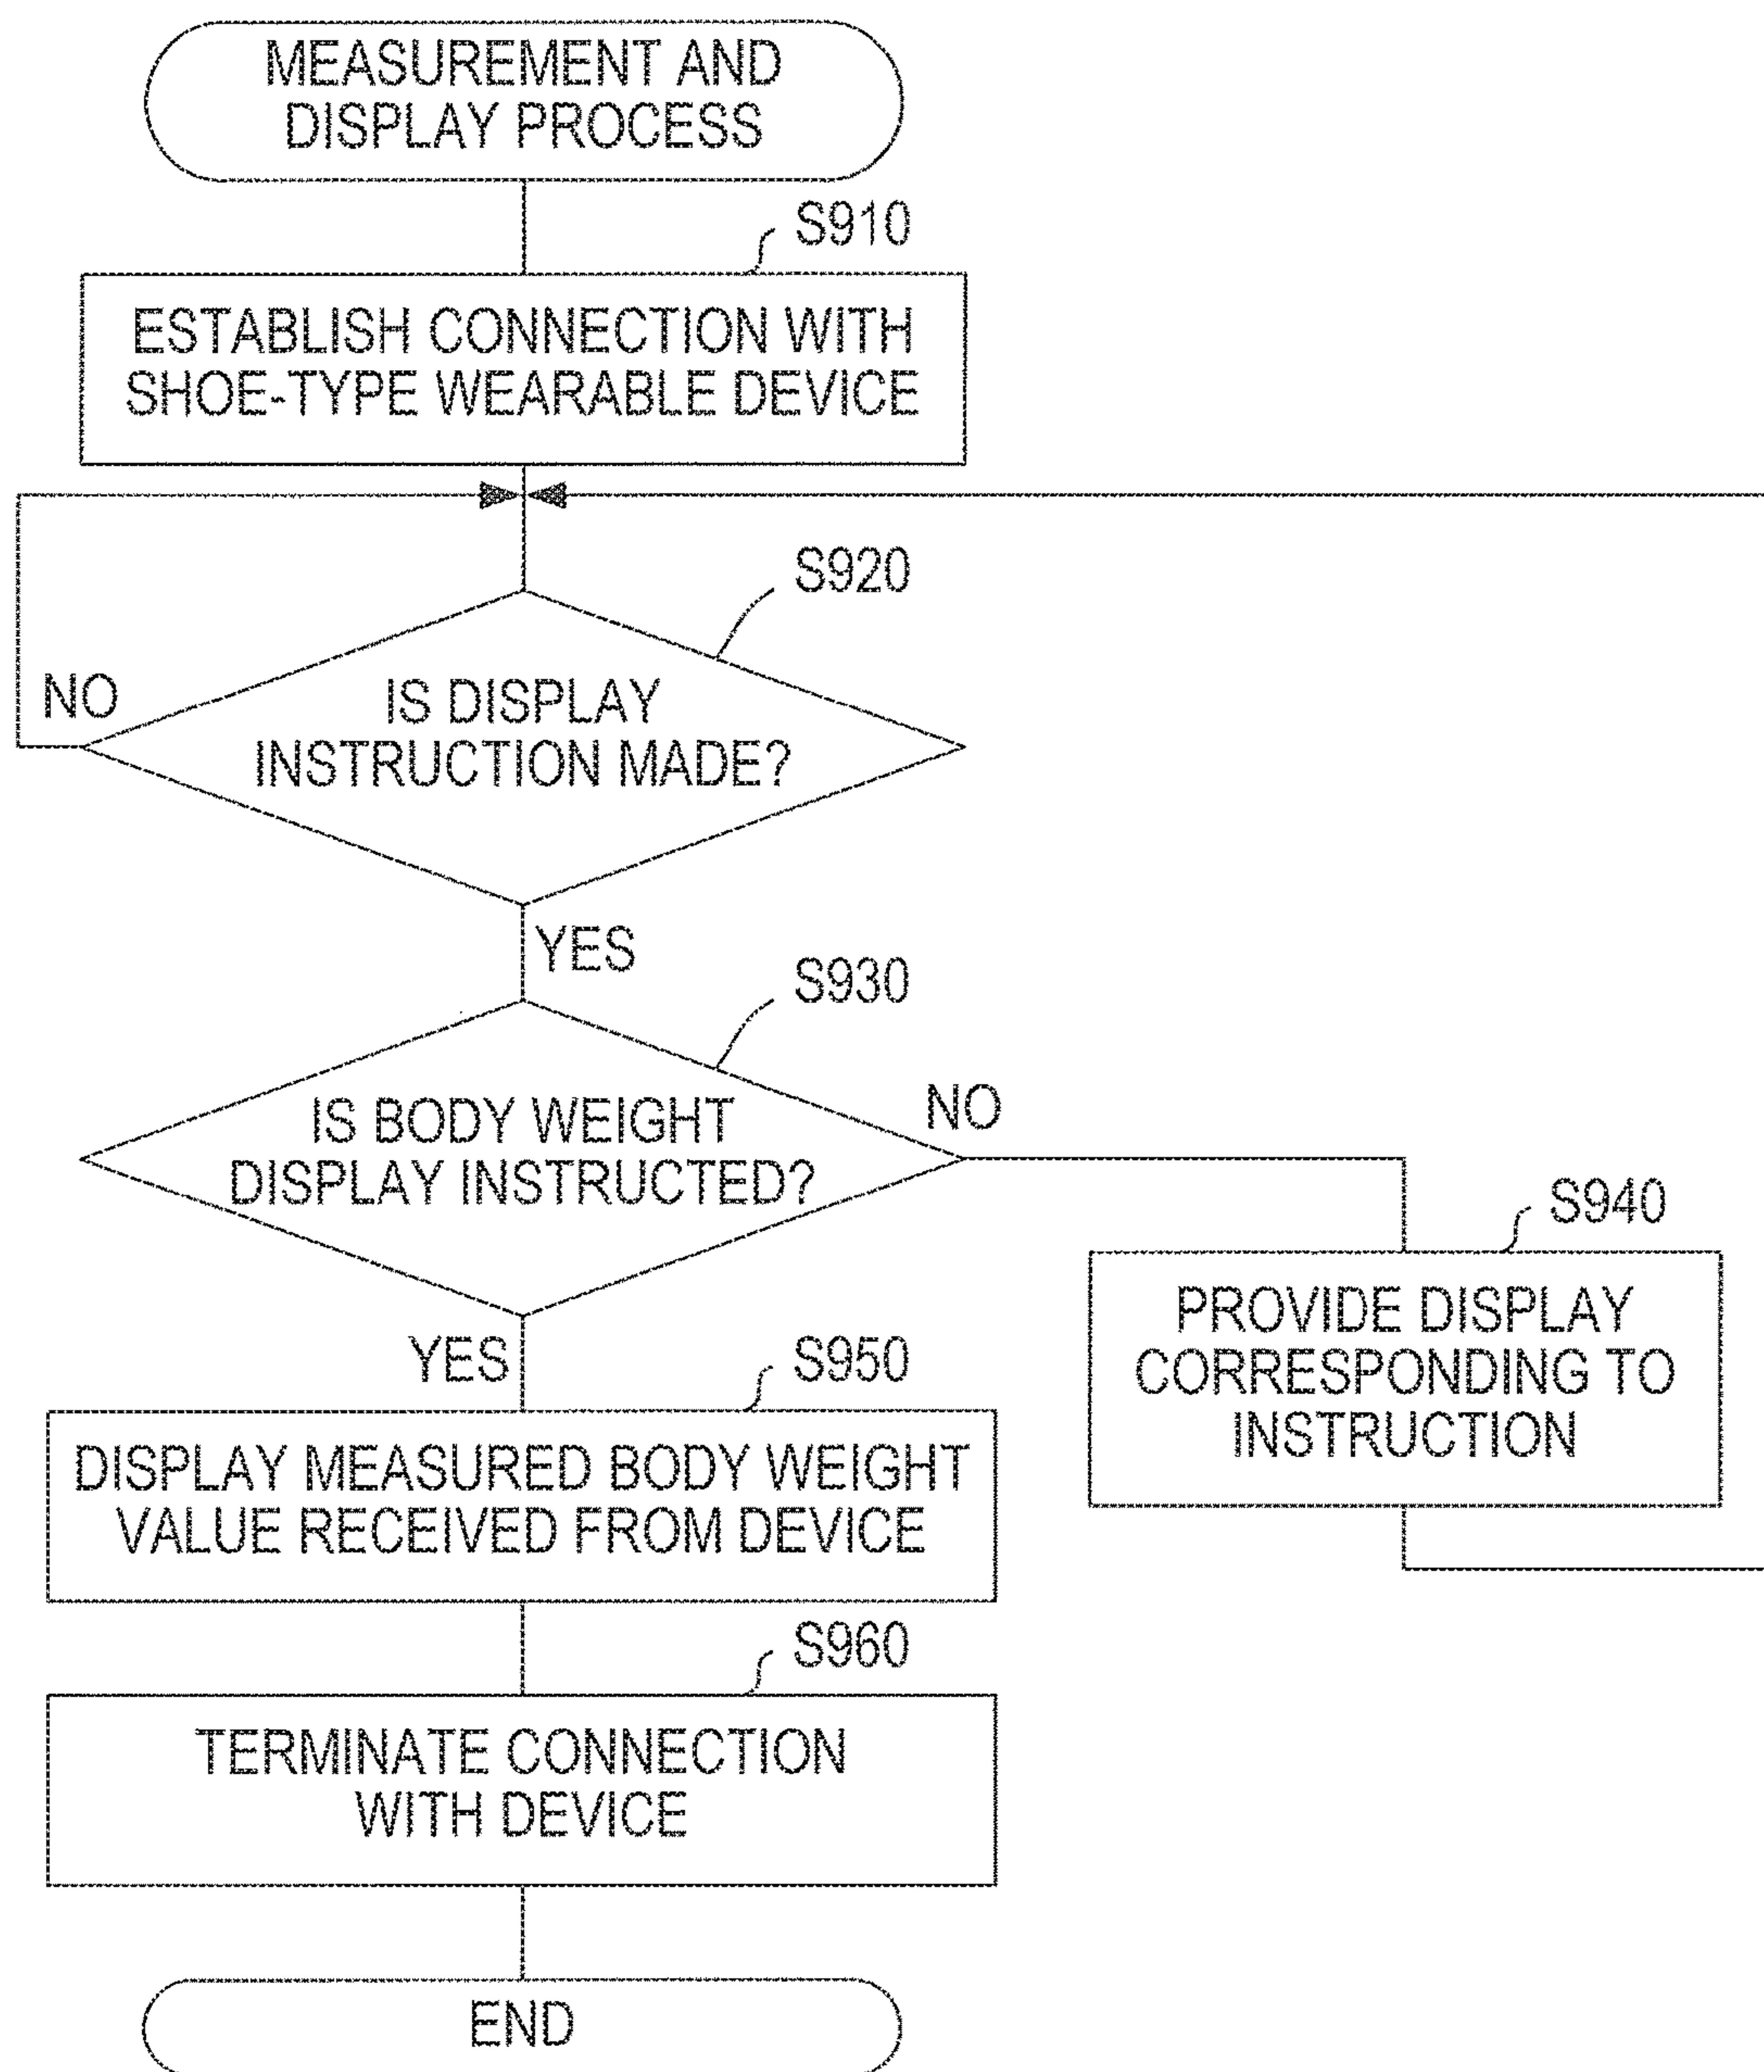 MEASUREMENT AND
DISPLAY PROCESS
S910
ESTABLISH CONNECTION WITH
SHOE-TYPE WEARABLE DEVICE
S920
NO
IS DISPLAY
INSTRUCTION MADE?
YES
S930
IS BODY WEIGHT
DISPLAY INSTRUCTED?
NO
S940
PROVIDE DISPLAY
CORRESPONDING TO
INSTRUCTION
YES
S950
DISPLAY MEASURED BODY WEIGHT
VALUE RECEIVED FROM DEVICE
S960
TERMINATE CONNECTION
WITH DEVICE
END